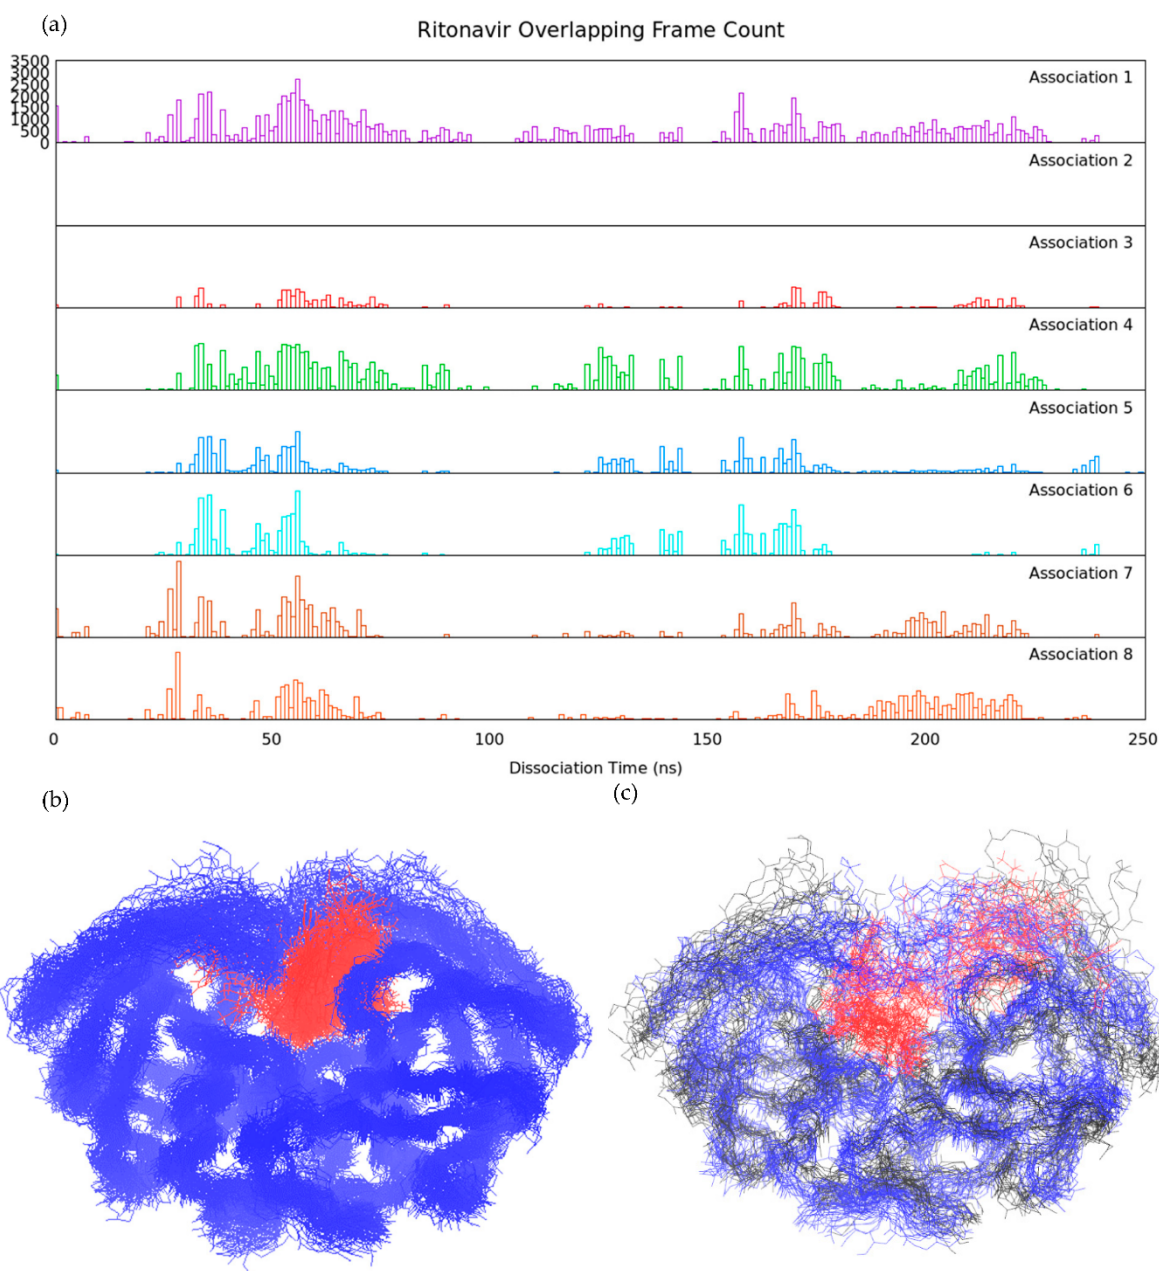 (a)
Ritonavir Overlapping Frame Count
3500
3000
2500
2000
1500
1000
500
0
Association 1
Association 2
Association 3
Association 4
Association 5
Association 6
Association 7
Association 8
0 50 100 150 200 250
Dissociation Time (ns)
(b)
(c)